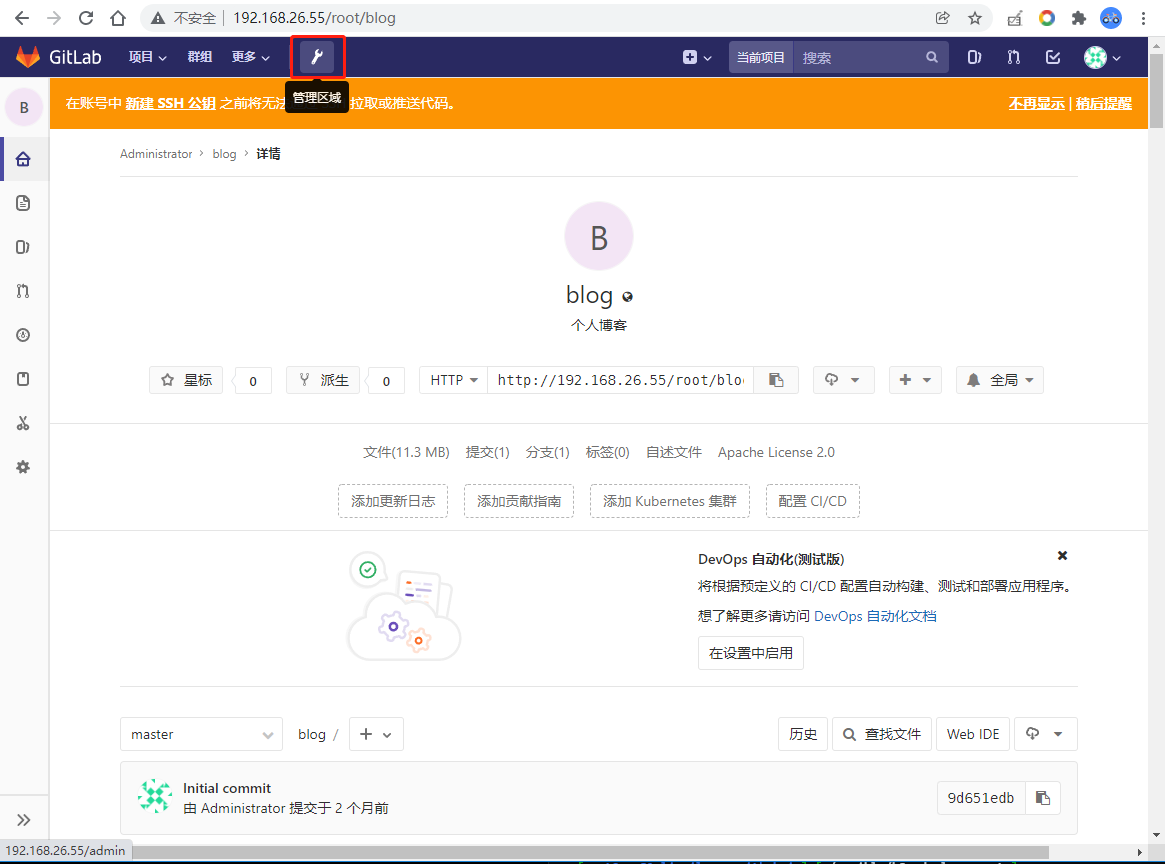 不安全 192.168.26.55/root/blog
GitLab 项目 群组 更多 当前项目 搜索
管理区域
B 在账号中 新建 SSH 公钥 之前将无法 拉取或推送代码。 不再显示 | 稍后提醒
Administrator › blog › 详情
B
blog
个人博客
星标 0 派生 0 HTTP http://192.168.26.55/root/blo 全局
文件(11.3 MB) 提交(1) 分支(1) 标签(0) 自述文件 Apache License 2.0
添加更新日志 添加贡献指南 添加 Kubernetes 集群 配置 CI/CD
DevOps 自动化(测试版)
将根据预定义的 CI/CD 配置自动构建、测试和部署应用程序。
想了解更多请访问 DevOps 自动化文档
在设置中启用
master blog / 历史 查找文件 Web IDE
Initial commit
由 Administrator 提交于 2 个月前
9d651edb
192.168.26.55/admin